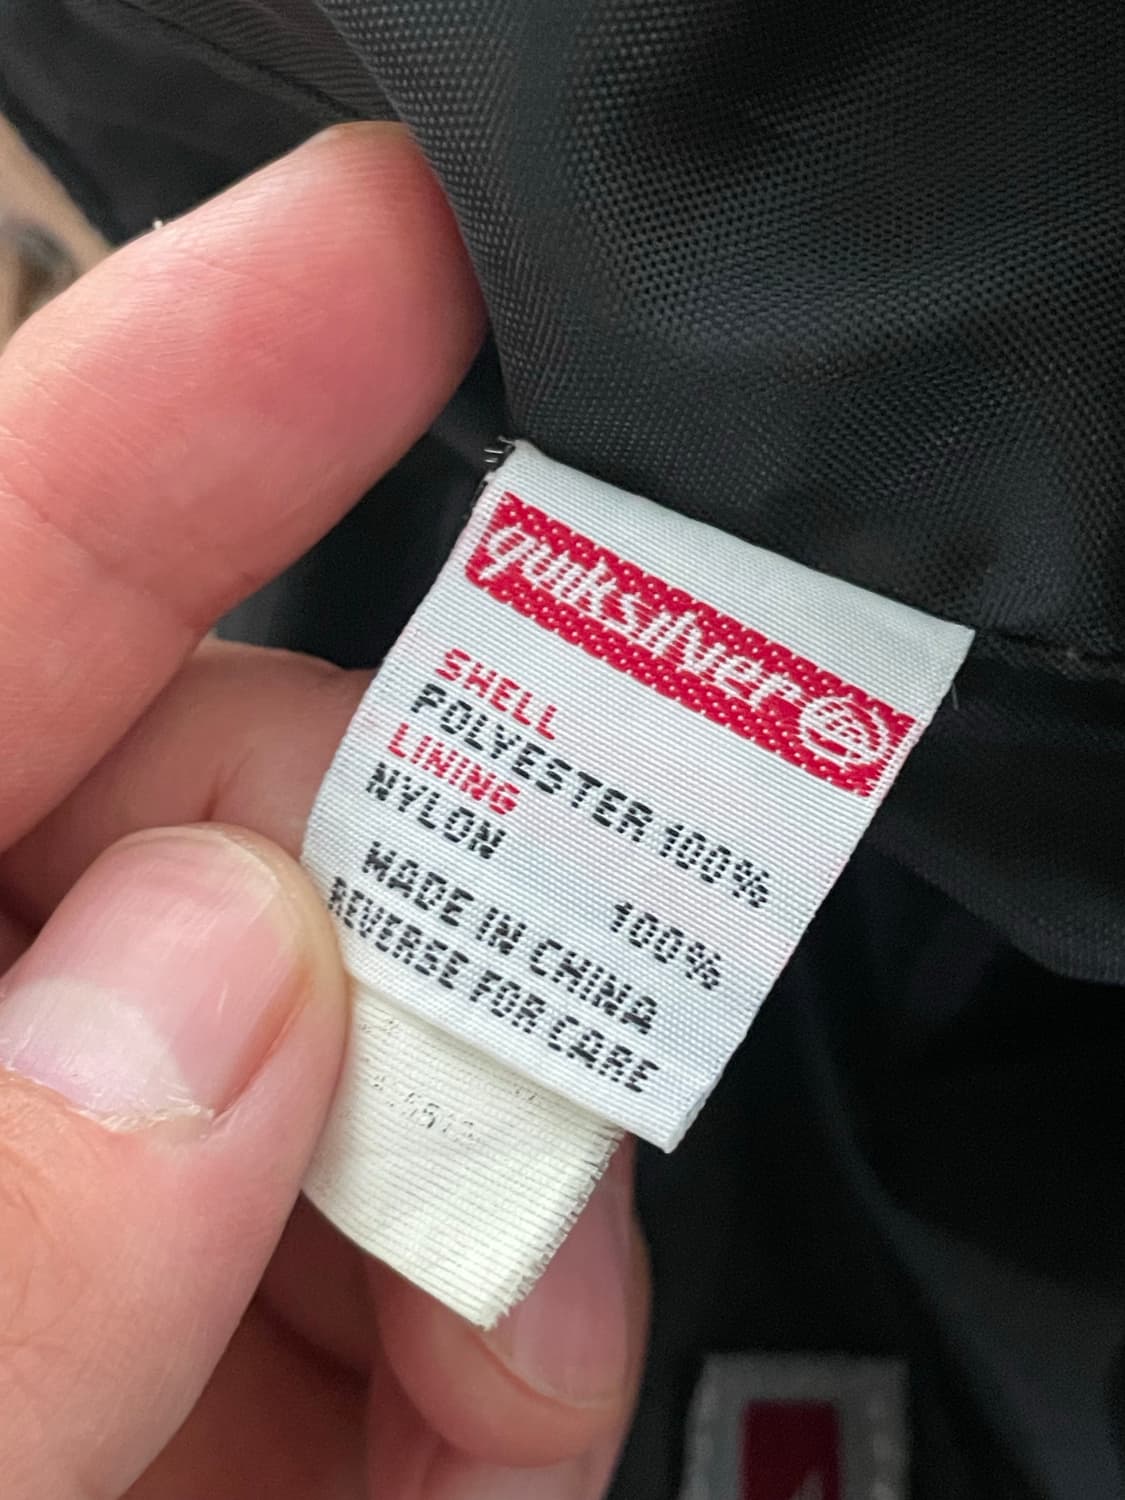 quiksilver
SHELL
POLYESTER 100%
LINING
NYLON 100%
MADE IN CHINA
REVERSE FOR CARE